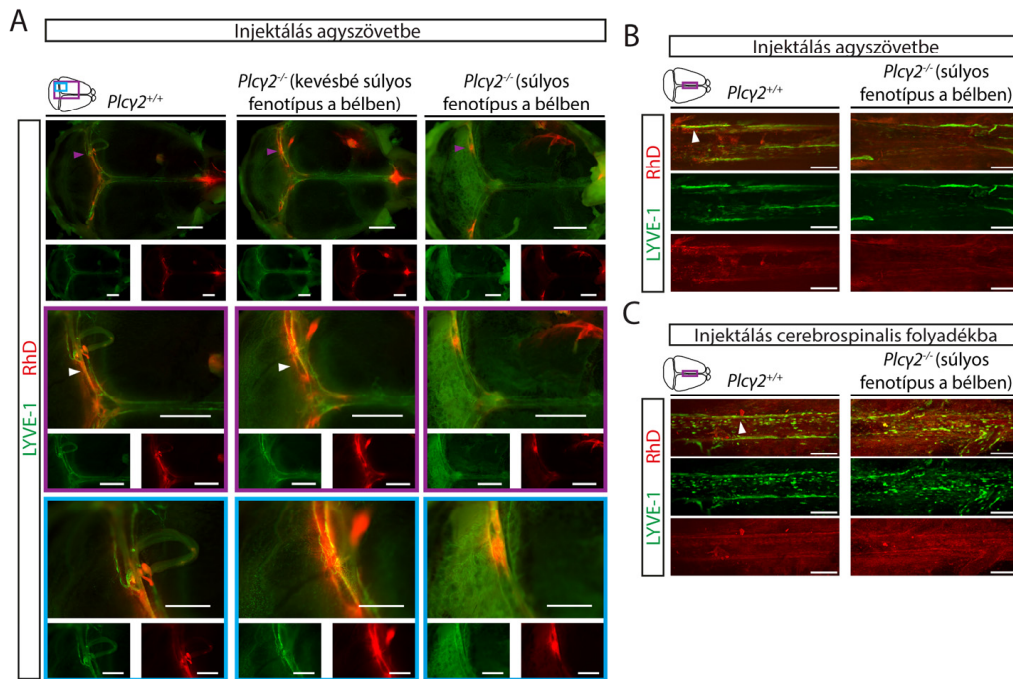 A
Injektálás agyszövetbe
Plcγ2+/+
Plcγ2-/- (kevésbé súlyos
fenotípus a bélben)
Plcγ2-/- (súlyos
fenotípus a bélben
LYVE-1 RhD
B
Injektálás agyszövetbe
Plcγ2+/+
Plcγ2-/- (súlyos
fenotípus a bélben)
LYVE-1 RhD
C
Injektálás cerebrospinalis folyadékba
Plcγ2+/+
Plcγ2-/- (súlyos
fenotípus a bélben)
LYVE-1 RhD